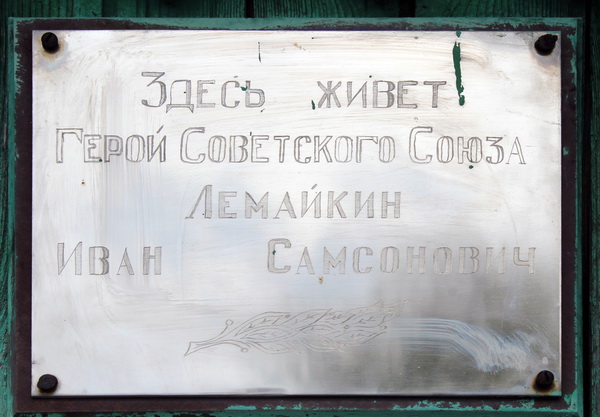 Здесь живет
Герой Советского Союза
Лемайкин
Иван Самсонович